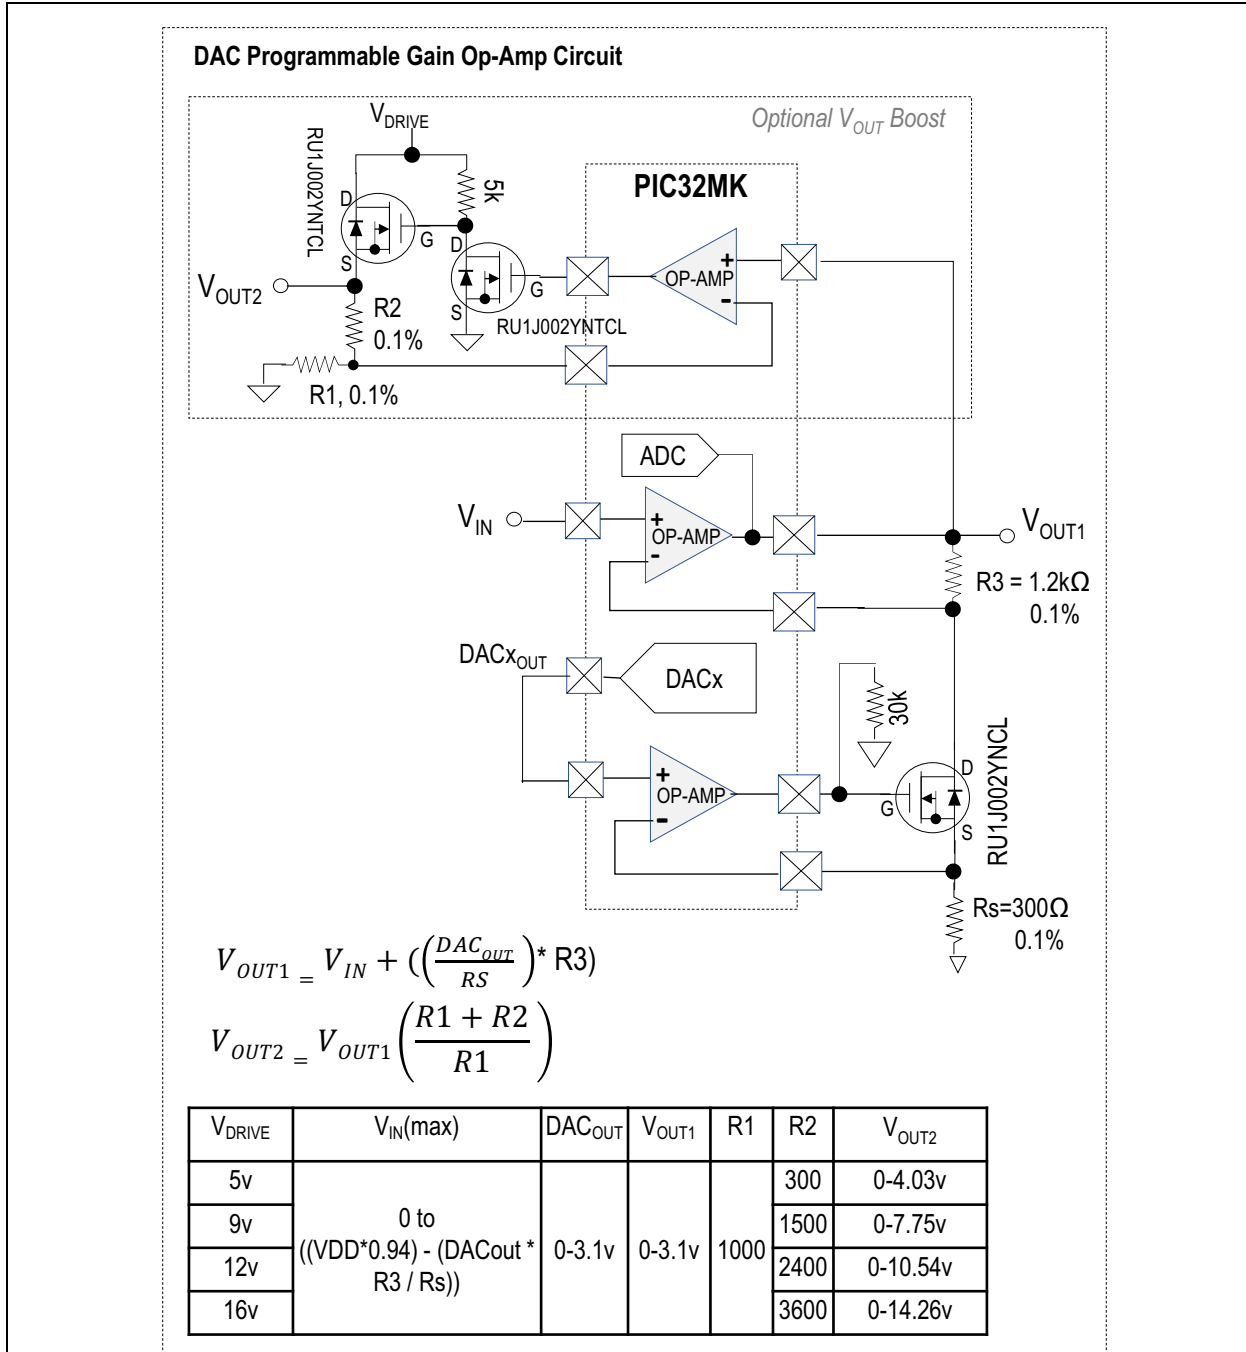 DAC Programmable Gain Op-Amp Circuit
Optional VOUT Boost
VDRIVE
RU1J002YNTCL
5k
PIC32MK
D
G
S
D
G
S
RU1J002YNTCL
+
OP-AMP
-
VOUT2
R2
0.1%
R1, 0.1%
ADC
VIN
+
OP-AMP
-
VOUT1
R3 = 1.2kΩ
0.1%
DACxOUT
DACx
30k
+
OP-AMP
-
D
G
S
RU1J002YNCL
Rs=300Ω
0.1%
VOUT1 = VIN + ((DACOUT/RS)* R3)
VOUT2 = VOUT1((R1 + R2)/R1)
VDRIVE VIN(max) DACOUT VOUT1 R1 R2 VOUT2
5v 300 0-4.03v
9v 1500 0-7.75v
0 to
((VDD*0.94) - (DACout *
R3 / Rs))
0-3.1v 0-3.1v 1000
12v 2400 0-10.54v
16v 3600 0-14.26v